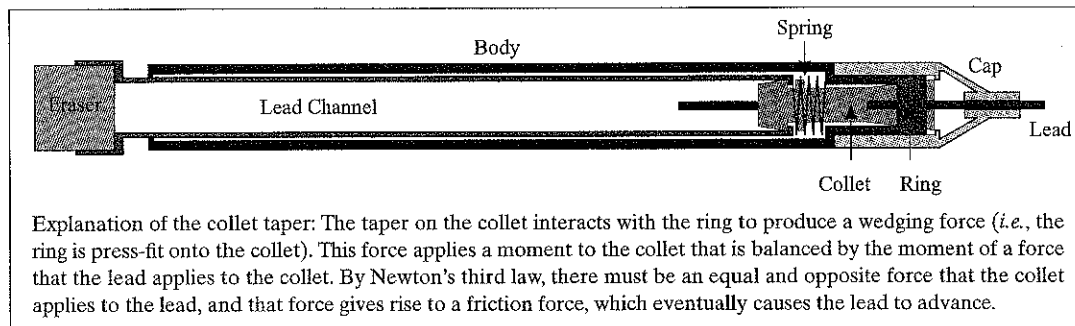 Spring
Body
Cap
Eraser
Lead Channel
Lead
Collet
Ring
Explanation of the collet taper: The taper on the collet interacts with the ring to produce a wedging force (i.e., the
ring is press-fit onto the collet). This force applies a moment to the collet that is balanced by the moment of a force
that the lead applies to the collet. By Newton's third law, there must be an equal and opposite force that the collet
applies to the lead, and that force gives rise to a friction force, which eventually causes the lead to advance.